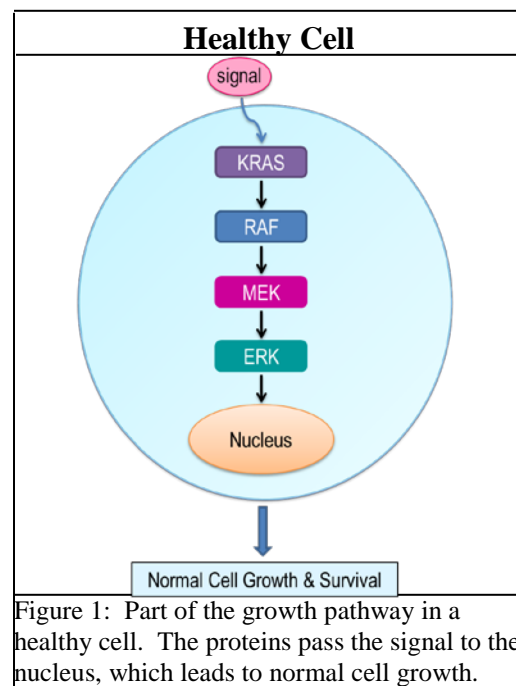 Healthy Cell
signal
KRAS
RAF
MEK
ERK
Nucleus
Normal Cell Growth & Survival
Figure 1:  Part of the growth pathway in a
healthy cell.  The proteins pass the signal to the
nucleus, which leads to normal cell growth.